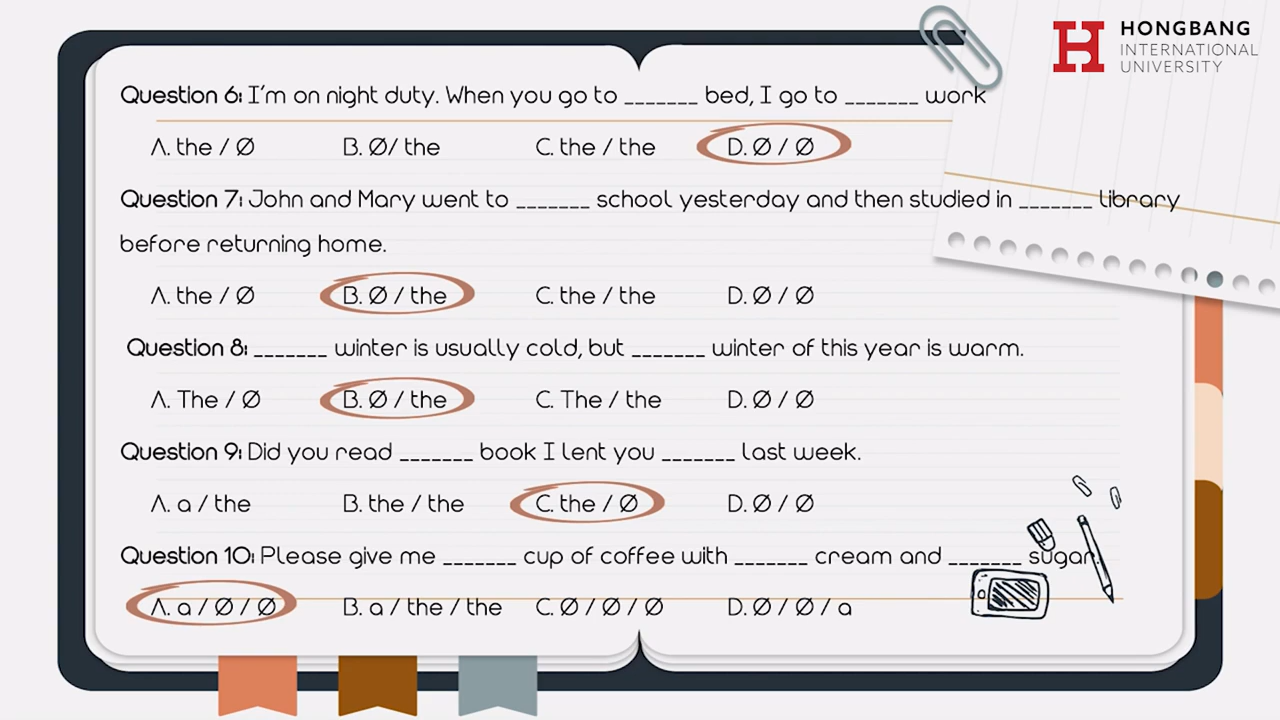 HONGBANG
INTERNATIONAL
UNIVERSITY
Question 6: I'm on night duty. When you go to _______ bed, I go to _______ work
A. the / Ø B. Ø/ the C. the / the D. Ø / Ø
Question 7: John and Mary went to _______ school yesterday and then studied in _______ library
before returning home.
A. the / Ø B. Ø / the C. the / the D. Ø / Ø
Question 8: _______ winter is usually cold, but _______ winter of this year is warm.
A. The / Ø B. Ø / the C. The / the D. Ø / Ø
Question 9: Did you read _______ book I lent you _______ last week.
A. a / the B. the / the C. the / Ø D. Ø / Ø
Question 10: Please give me _______ cup of coffee with _______ cream and _______ sugar.
A. a / Ø / Ø B. a / the / the C. Ø / Ø / Ø D. Ø / Ø / a